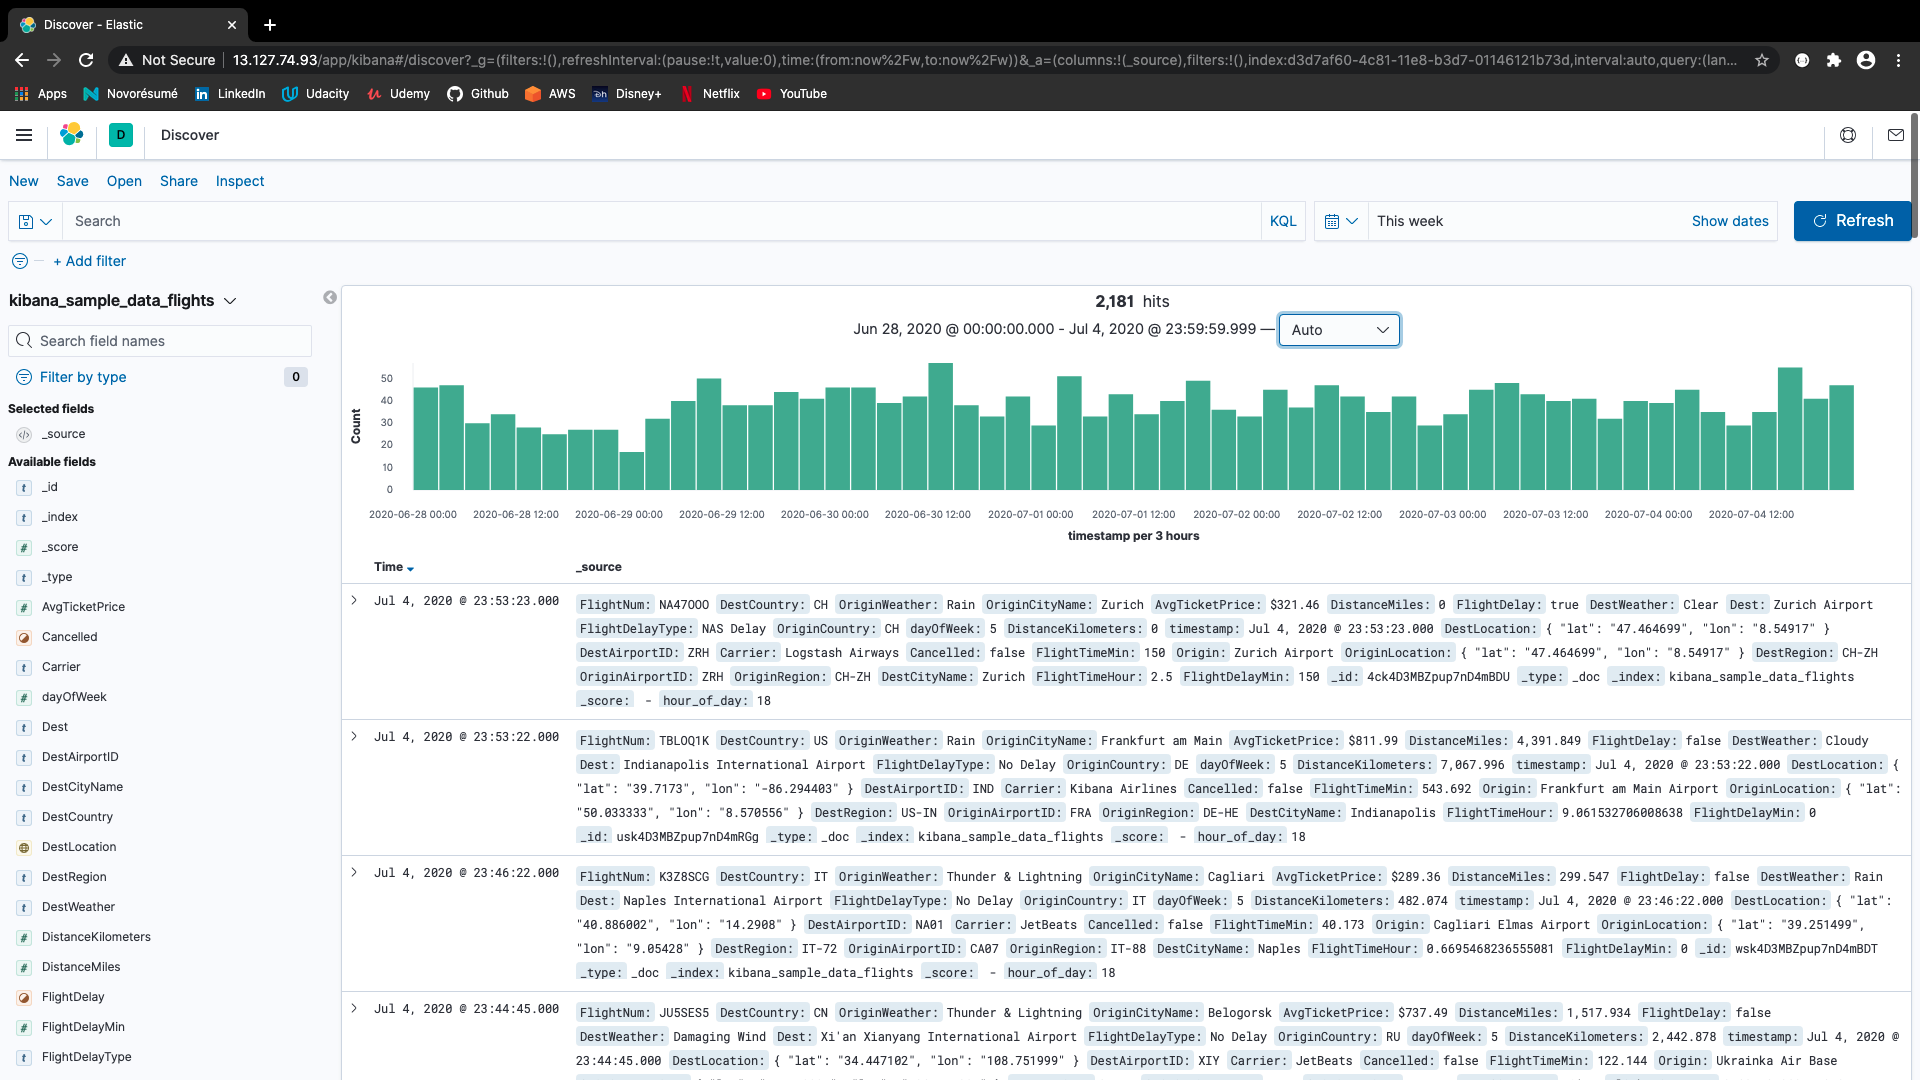 Discover - Elastic
Not Secure 13.127.74.93/app/kibana#/discover?_g=(filters:!(),refreshInterval:(pause:!t,value:0),time:(from:now%2Fw,to:now%2Fw))&_a=(columns:!(_source),filters:!(),index:d3d7af60-4c81-11e8-b3d7-01146121b73d,interval:auto,query:(lan...
Apps Novorésumé LinkedIn Udacity Udemy Github AWS Disney+ Netflix YouTube
D Discover
New Save Open Share Inspect
Search KQL This week Show dates Refresh
+ Add filter
kibana_sample_data_flights
Search field names
Filter by type 0
Selected fields
_source
Available fields
t _id
t _index
# _score
t _type
# AvgTicketPrice
Cancelled
t Carrier
# dayOfWeek
t Dest
t DestAirportID
t DestCityName
t DestCountry
DestLocation
t DestRegion
t DestWeather
# DistanceKilometers
# DistanceMiles
FlightDelay
# FlightDelayMin
t FlightDelayType
2,181 hits
Jun 28, 2020 @ 00:00:00.000 - Jul 4, 2020 @ 23:59:59.999 — Auto
Count
50
40
30
20
10
0
2020-06-28 00:00 2020-06-28 12:00 2020-06-29 00:00 2020-06-29 12:00 2020-06-30 00:00 2020-06-30 12:00 2020-07-01 00:00 2020-07-01 12:00 2020-07-02 00:00 2020-07-02 12:00 2020-07-03 00:00 2020-07-03 12:00 2020-07-04 00:00 2020-07-04 12:00
timestamp per 3 hours
Time _source
Jul 4, 2020 @ 23:53:23.000 FlightNum: NA47OOO DestCountry: CH OriginWeather: Rain OriginCityName: Zurich AvgTicketPrice: $321.46 DistanceMiles: 0 FlightDelay: true DestWeather: Clear Dest: Zurich Airport
FlightDelayType: NAS Delay OriginCountry: CH dayOfWeek: 5 DistanceKilometers: 0 timestamp: Jul 4, 2020 @ 23:53:23.000 DestLocation: { "lat": "47.464699", "lon": "8.54917" }
DestAirportID: ZRH Carrier: Logstash Airways Cancelled: false FlightTimeMin: 150 Origin: Zurich Airport OriginLocation: { "lat": "47.464699", "lon": "8.54917" } DestRegion: CH-ZH
OriginAirportID: ZRH OriginRegion: CH-ZH DestCityName: Zurich FlightTimeHour: 2.5 FlightDelayMin: 150 _id: 4ck4D3MBZpup7nD4mBDU _type: _doc _index: kibana_sample_data_flights
_score: - hour_of_day: 18
Jul 4, 2020 @ 23:53:22.000 FlightNum: TBLOQ1K DestCountry: US OriginWeather: Rain OriginCityName: Frankfurt am Main AvgTicketPrice: $811.99 DistanceMiles: 4,391.849 FlightDelay: false DestWeather: Cloudy
Dest: Indianapolis International Airport FlightDelayType: No Delay OriginCountry: DE dayOfWeek: 5 DistanceKilometers: 7,067.996 timestamp: Jul 4, 2020 @ 23:53:22.000 DestLocation: {
"lat": "39.7173", "lon": "-86.294403" } DestAirportID: IND Carrier: Kibana Airlines Cancelled: false FlightTimeMin: 543.692 Origin: Frankfurt am Main Airport OriginLocation: { "lat":
"50.033333", "lon": "8.570556" } DestRegion: US-IN OriginAirportID: FRA OriginRegion: DE-HE DestCityName: Indianapolis FlightTimeHour: 9.061532706008638 FlightDelayMin: 0
_id: usk4D3MBZpup7nD4mRGg _type: _doc _index: kibana_sample_data_flights _score: - hour_of_day: 18
Jul 4, 2020 @ 23:46:22.000 FlightNum: K3Z8SCG DestCountry: IT OriginWeather: Thunder & Lightning OriginCityName: Cagliari AvgTicketPrice: $289.36 DistanceMiles: 299.547 FlightDelay: false DestWeather: Rain
Dest: Naples International Airport FlightDelayType: No Delay OriginCountry: IT dayOfWeek: 5 DistanceKilometers: 482.074 timestamp: Jul 4, 2020 @ 23:46:22.000 DestLocation: { "lat":
"40.886002", "lon": "14.2908" } DestAirportID: NA01 Carrier: JetBeats Cancelled: false FlightTimeMin: 40.173 Origin: Cagliari Elmas Airport OriginLocation: { "lat": "39.251499",
"lon": "9.05428" } DestRegion: IT-72 OriginAirportID: CA07 OriginRegion: IT-88 DestCityName: Naples FlightTimeHour: 0.6695468236555081 FlightDelayMin: 0 _id: wsk4D3MBZpup7nD4mBDT
_type: _doc _index: kibana_sample_data_flights _score: - hour_of_day: 18
Jul 4, 2020 @ 23:44:45.000 FlightNum: JU5SES5 DestCountry: CN OriginWeather: Thunder & Lightning OriginCityName: Belogorsk AvgTicketPrice: $737.49 DistanceMiles: 1,517.934 FlightDelay: false
DestWeather: Damaging Wind Dest: Xi'an Xianyang International Airport FlightDelayType: No Delay OriginCountry: RU dayOfWeek: 5 DistanceKilometers: 2,442.878 timestamp: Jul 4, 2020 @
23:44:45.000 DestLocation: { "lat": "34.447102", "lon": "108.751999" } DestAirportID: XIY Carrier: JetBeats Cancelled: false FlightTimeMin: 122.144 Origin: Ukrainka Air Base